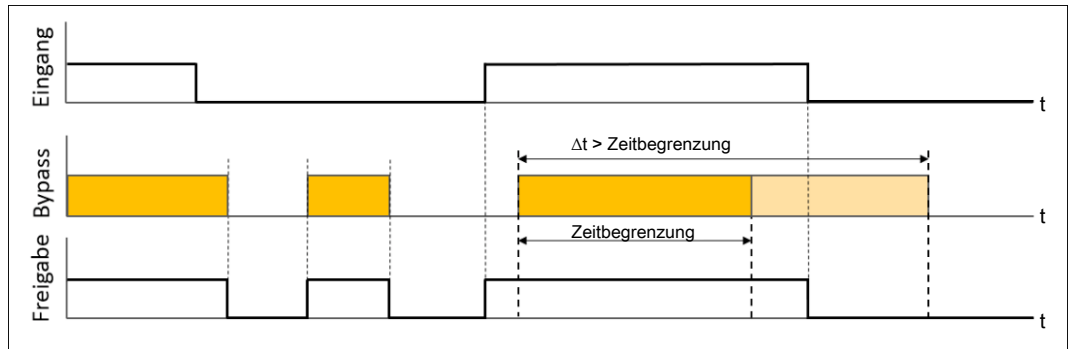 Eingang
t
Δt > Zeitbegrenzung
Bypass
t
Zeitbegrenzung
Freigabe
t